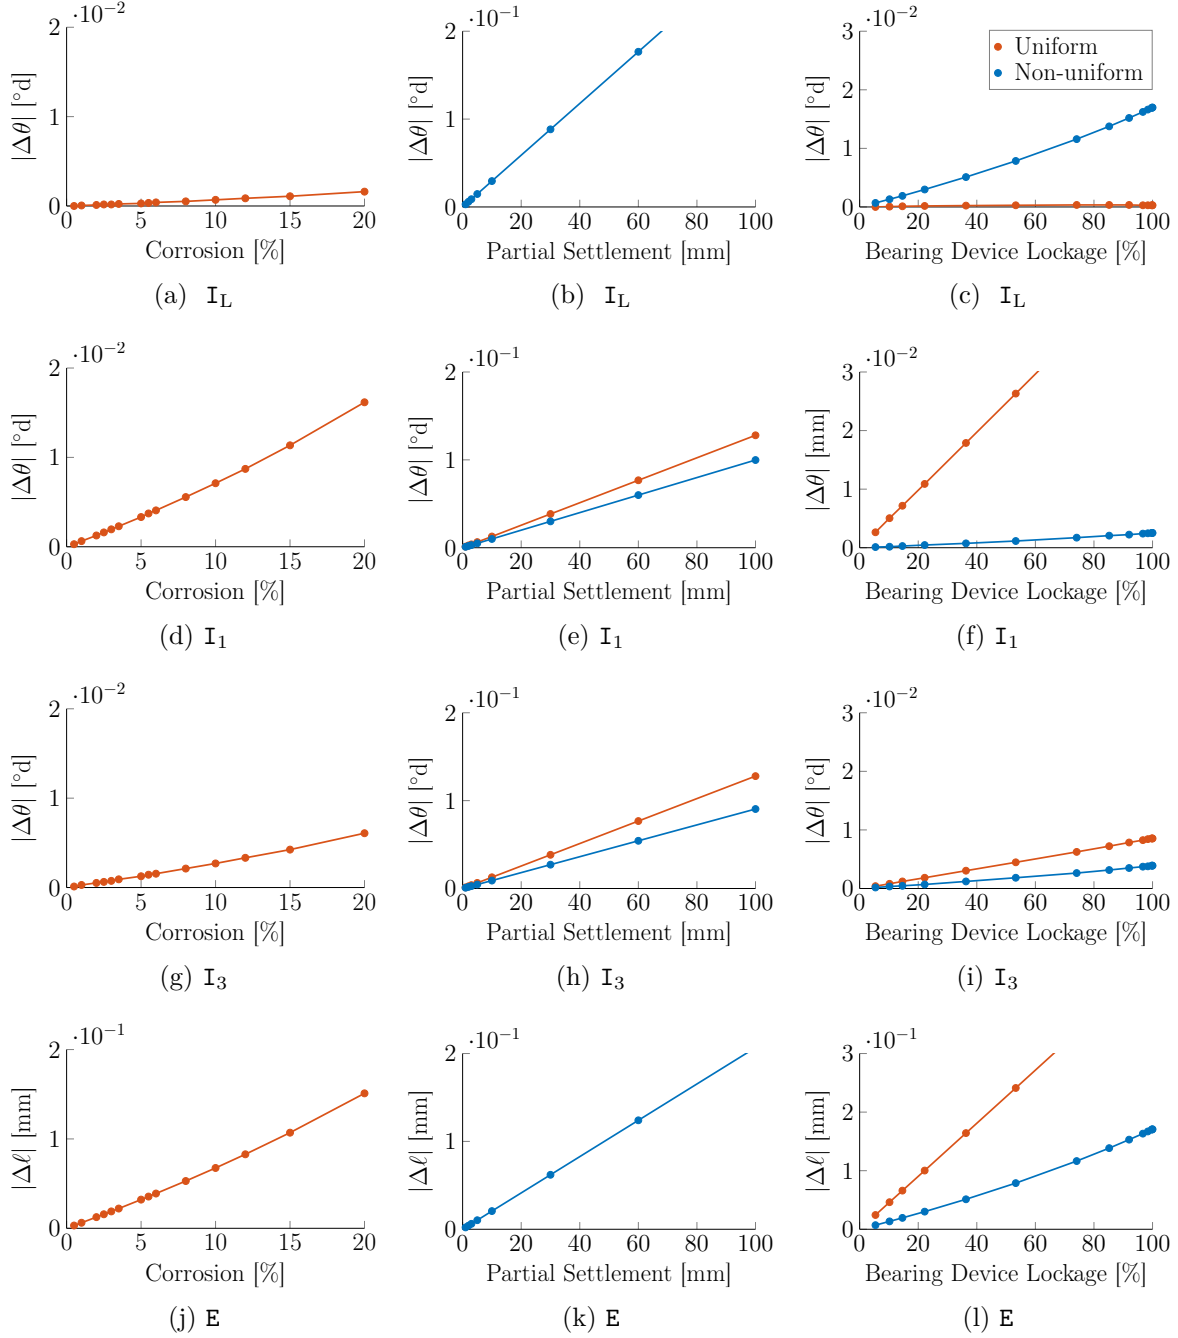 ·10⁻²
2
1
0
|Δθ| [°d]
0 5 10 15 20
Corrosion [%]
(a) I_L
·10⁻¹
2
1
0
|Δθ| [°d]
0 20 40 60 80 100
Partial Settlement [mm]
(b) I_L
·10⁻²
3
2
1
0
|Δθ| [°d]
Uniform
Non-uniform
0 20 40 60 80 100
Bearing Device Lockage [%]
(c) I_L
·10⁻²
2
1
0
|Δθ| [°d]
0 5 10 15 20
Corrosion [%]
(d) I₁
·10⁻¹
2
1
0
|Δθ| [°d]
0 20 40 60 80 100
Partial Settlement [mm]
(e) I₁
·10⁻²
3
2
1
0
|Δθ| [mm]
0 20 40 60 80 100
Bearing Device Lockage [%]
(f) I₁
·10⁻²
2
1
0
|Δθ| [°d]
0 5 10 15 20
Corrosion [%]
(g) I₃
·10⁻¹
2
1
0
|Δθ| [°d]
0 20 40 60 80 100
Partial Settlement [mm]
(h) I₃
·10⁻²
3
2
1
0
|Δθ| [°d]
0 20 40 60 80 100
Bearing Device Lockage [%]
(i) I₃
·10⁻¹
2
1
0
|Δℓ| [mm]
0 5 10 15 20
Corrosion [%]
(j) E
·10⁻¹
2
1
0
|Δℓ| [mm]
0 20 40 60 80 100
Partial Settlement [mm]
(k) E
·10⁻¹
3
2
1
0
|Δℓ| [mm]
0 20 40 60 80 100
Bearing Device Lockage [%]
(l) E